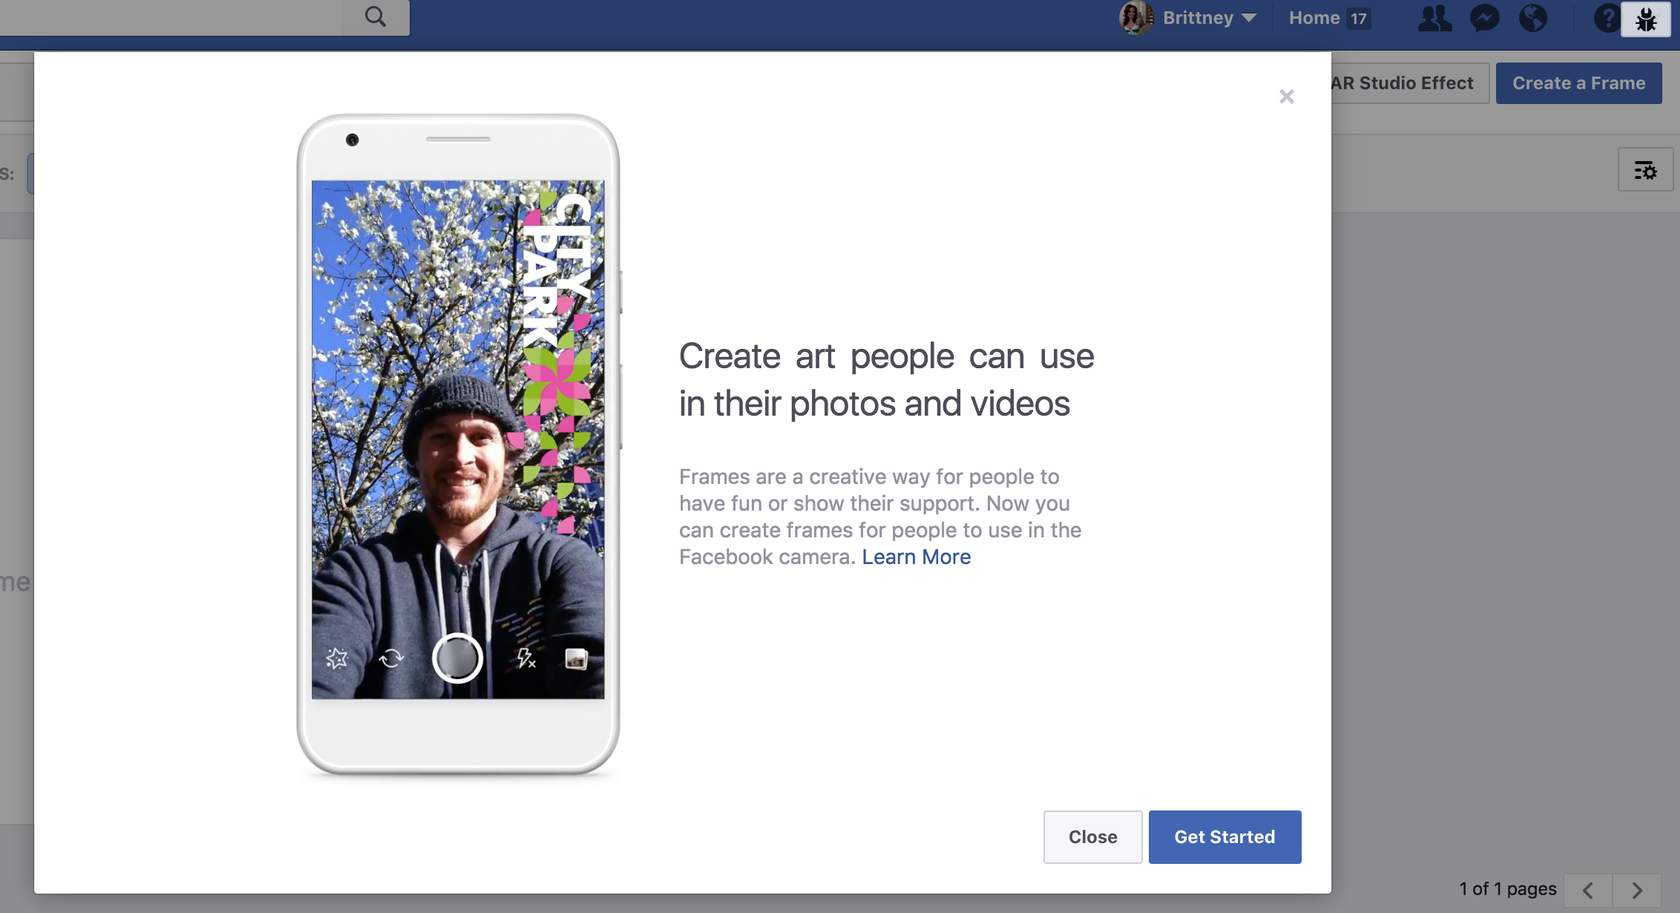 Brittney
Home 17
AR Studio Effect
Create a Frame
s:
CITY
PARK
Create art people can use
in their photos and videos
Frames are a creative way for people to
have fun or show their support. Now you
can create frames for people to use in the
Facebook camera. Learn More
me
Close
Get Started
1 of 1 pages